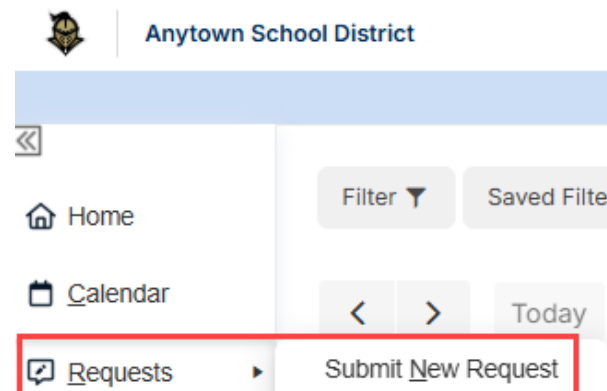 Anytown School District
Home
Filter
Saved Filte
Calendar
Today
Requests
Submit New Request